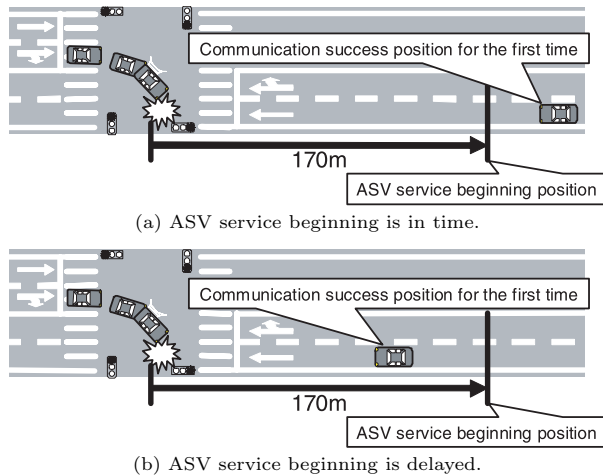 Communication success position for the first time
170m
ASV service beginning position
(a) ASV service beginning is in time.
Communication success position for the first time
170m
ASV service beginning position
(b) ASV service beginning is delayed.